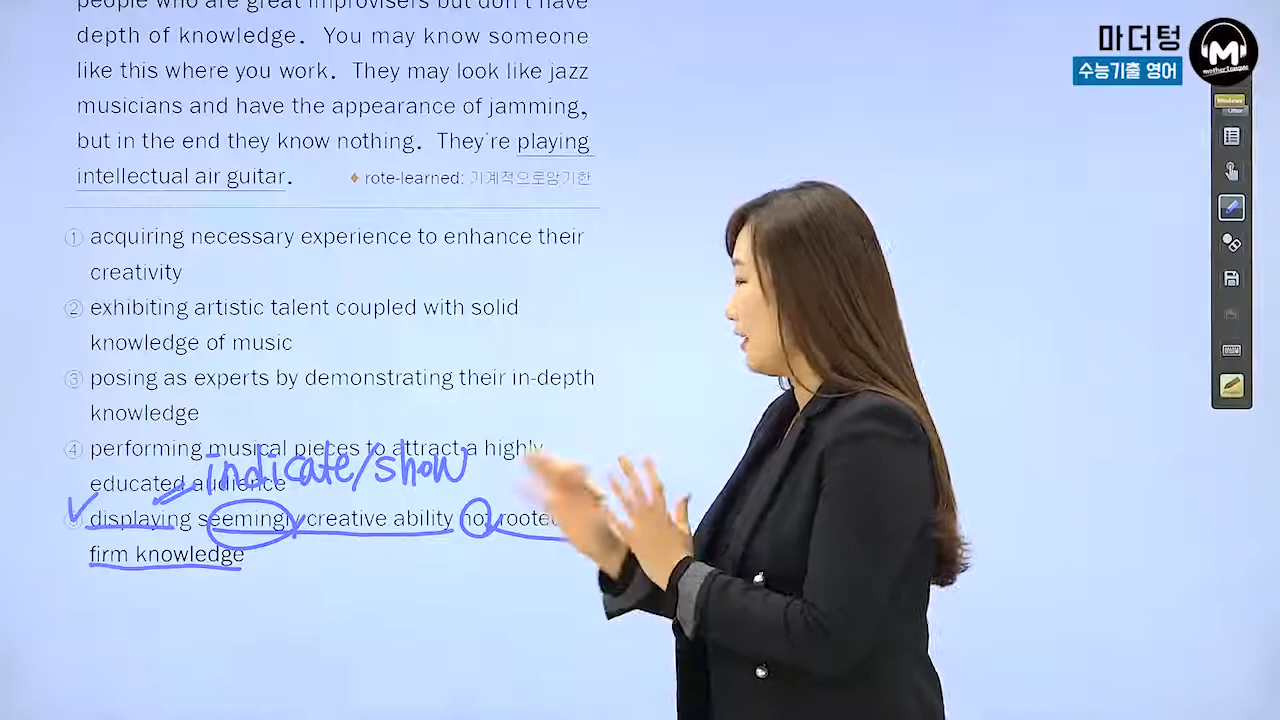 people who are great improvisers but don't have
depth of knowledge. You may know someone
like this where you work. They may look like jazz
musicians and have the appearance of jamming,
but in the end they know nothing. They're playing
intellectual air guitar.
◆ rote-learned: 기계적으로암기한
① acquiring necessary experience to enhance their
creativity
② exhibiting artistic talent coupled with solid
knowledge of music
③ posing as experts by demonstrating their in-depth
knowledge
④ performing musical pieces to attract a highly
educated audience
indicate/show
displaying seemingly creative ability not rooted
firm knowledge
마더텅
수능기출 영어
M
mothertongue